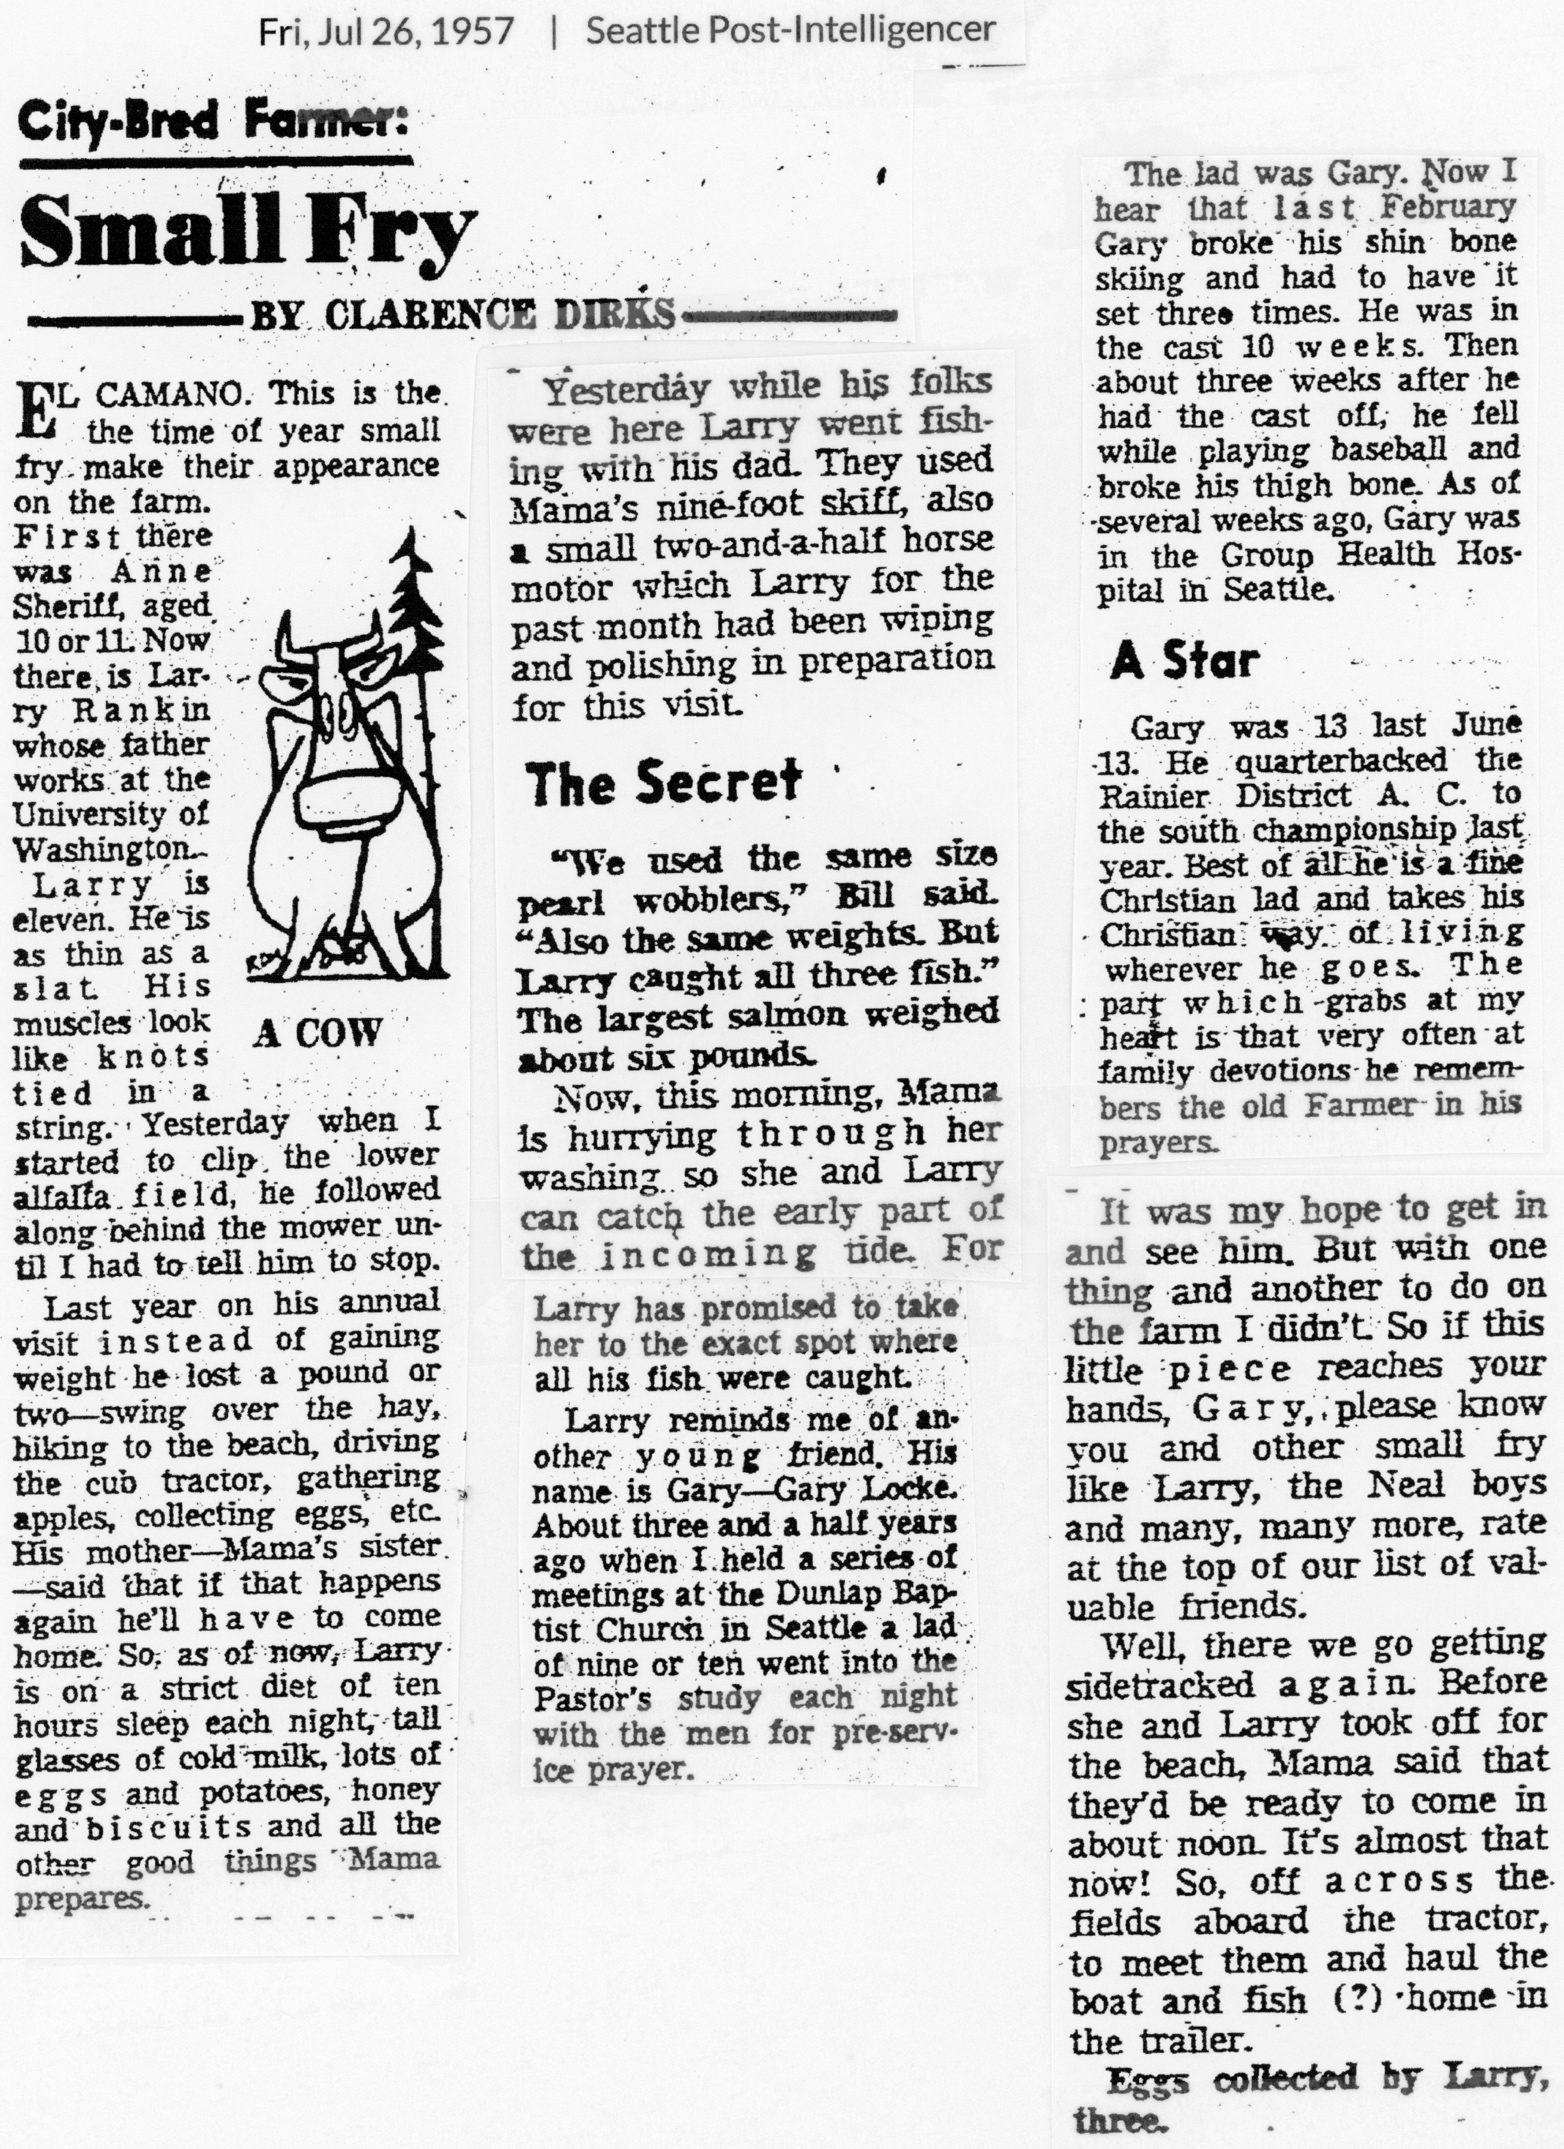 Fri, Jul 26, 1957 | Seattle Post-Intelligencer
City-Bred Farmer:
Small Fry
BY CLARENCE DIRKS
EL CAMANO. This is the
the time of year small
fry make their appearance
on the farm.
First there
was Anne
Sheriff, aged
10 or 11. Now
there is Lar-
ry Rankin
whose father
works at the
University of
Washington.
Larry is
eleven. He is
as thin as a
slat. His
muscles look
like knots
tied in a
string. Yesterday when I
started to clip the lower
alfalfa field, he followed
along behind the mower un-
til I had to tell him to stop.
A COW
Last year on his annual
visit instead of gaining
weight he lost a pound or
two—swing over the hay,
hiking to the beach, driving
the cub tractor, gathering
apples, collecting eggs, etc.
His mother—Mama's sister
—said that if that happens
again he'll have to come
home. So, as of now, Larry
is on a strict diet of ten
hours sleep each night, tall
glasses of cold milk, lots of
eggs and potatoes, honey
and biscuits and all the
other good things Mama
prepares.
Yesterday while his folks
were here Larry went fish-
ing with his dad. They used
Mama's nine-foot skiff, also
a small two-and-a-half horse
motor which Larry for the
past month had been wiping
and polishing in preparation
for this visit.
The Secret
"We used the same size
pearl wobblers," Bill said.
"Also the same weights. But
Larry caught all three fish."
The largest salmon weighed
about six pounds.
Now, this morning, Mama
is hurrying through her
washing so she and Larry
can catch the early part of
the incoming tide. For
Larry has promised to take
her to the exact spot where
all his fish were caught.
Larry reminds me of an-
other young friend. His
name is Gary—Gary Locke.
About three and a half years
ago when I held a series of
meetings at the Dunlap Bap-
tist Church in Seattle a lad
of nine or ten went into the
Pastor's study each night
with the men for pre-serv-
ice prayer.
The lad was Gary. Now I
hear that last February
Gary broke his shin bone
skiing and had to have it
set three times. He was in
the cast 10 weeks. Then
about three weeks after he
had the cast off, he fell
while playing baseball and
broke his thigh bone. As of
several weeks ago, Gary was
in the Group Health Hos-
pital in Seattle.
A Star
Gary was 13 last June
13. He quarterbacked the
Rainier District A. C. to
the south championship last
year. Best of all he is a fine
Christian lad and takes his
Christian way of living
wherever he goes. The
part which grabs at my
heart is that very often at
family devotions he remem-
bers the old Farmer in his
prayers.
It was my hope to get in
and see him. But with one
thing and another to do on
the farm I didn't. So if this
little piece reaches your
hands, Gary, please know
you and other small fry
like Larry, the Neal boys
and many, many more, rate
at the top of our list of val-
uable friends.
Well, there we go getting
sidetracked again. Before
she and Larry took off for
the beach, Mama said that
they'd be ready to come in
about noon. It's almost that
now! So, off across the
fields aboard the tractor,
to meet them and haul the
boat and fish (?) home in
the trailer.
Eggs collected by Larry,
three.